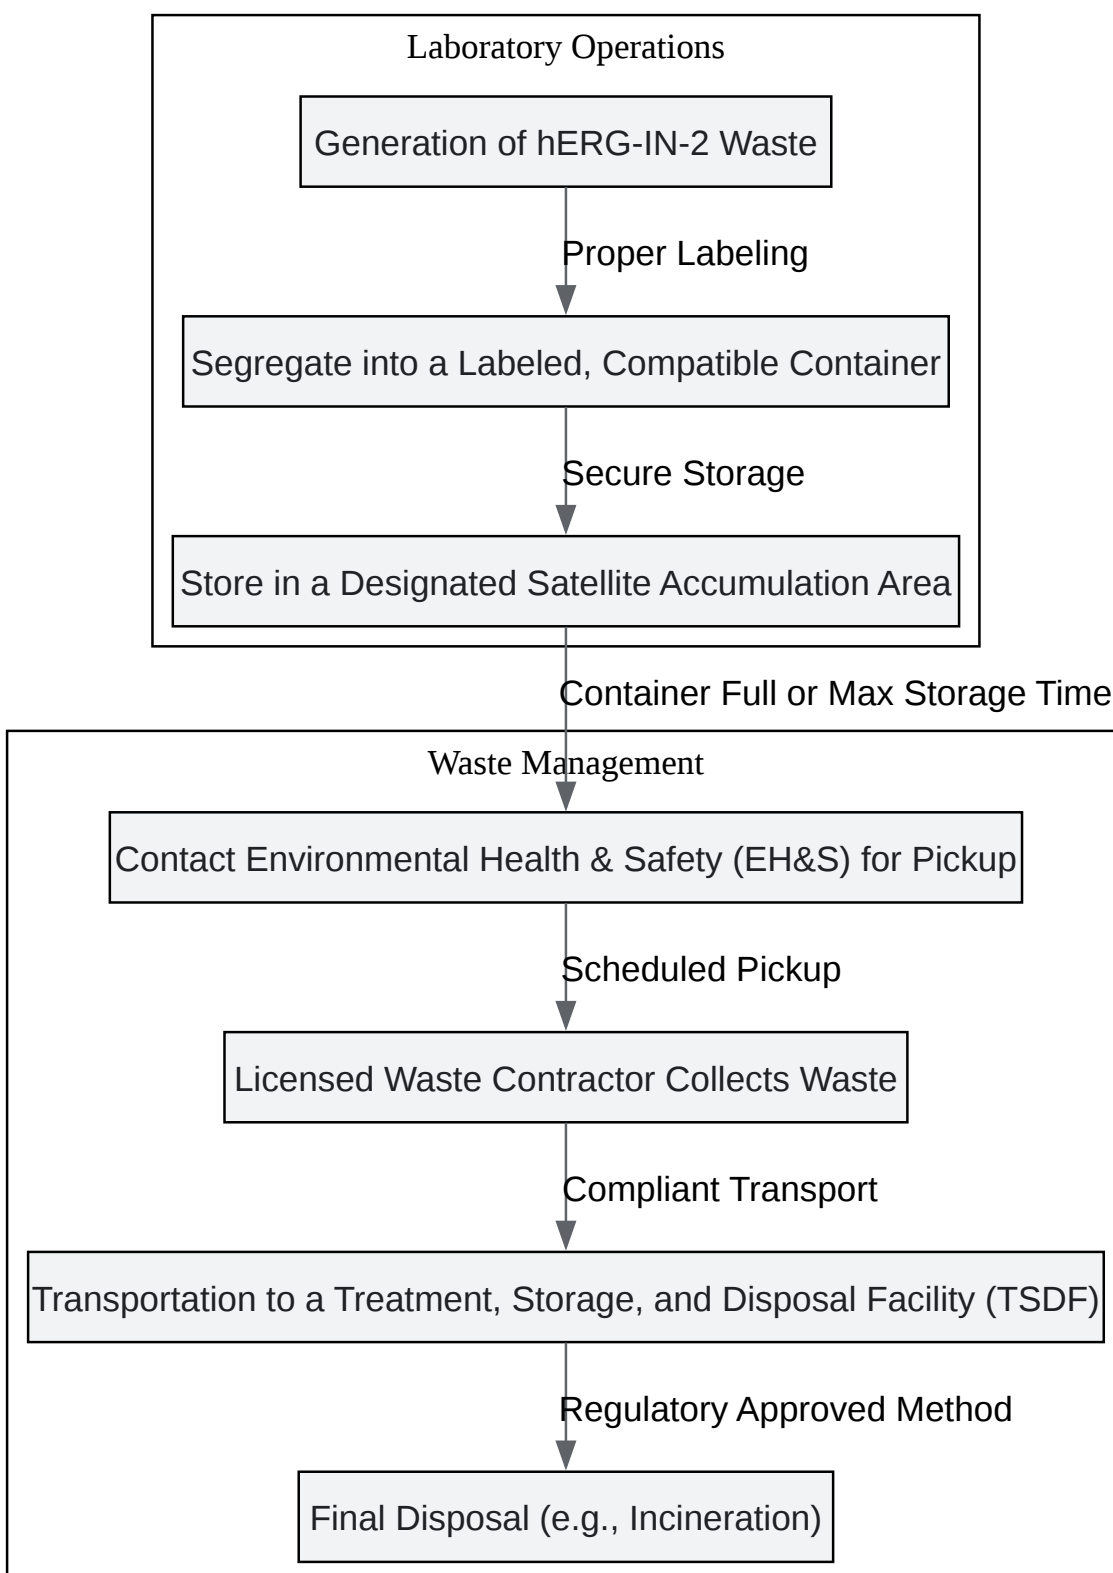 Laboratory Operations
Generation of hERG-IN-2 Waste
Proper Labeling
Segregate into a Labeled, Compatible Container
Secure Storage
Store in a Designated Satellite Accumulation Area
Container Full or Max Storage Time
Waste Management
Contact Environmental Health & Safety (EH&S) for Pickup
Scheduled Pickup
Licensed Waste Contractor Collects Waste
Compliant Transport
Transportation to a Treatment, Storage, and Disposal Facility (TSDF)
Regulatory Approved Method
Final Disposal (e.g., Incineration)